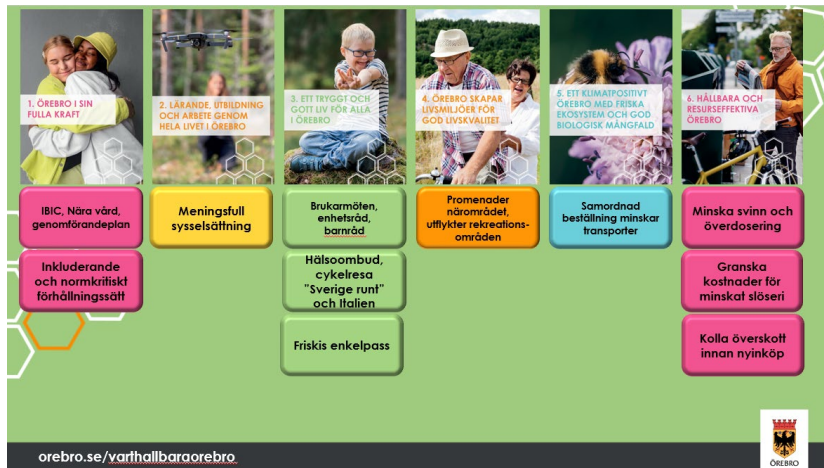 1. ÖREBRO I SIN
FULLA KRAFT
2. LÄRANDE, UTBILDNING
OCH ARBETE GENOM
HELA LIVET I ÖREBRO
3. ETT TRYGGT OCH
GOTT LIV FÖR ALLA
I ÖREBRO
4. ÖREBRO SKAPAR
LIVSMILJÖER FÖR
GOD LIVSKVALITET
5. ETT KLIMATPOSITIVT
ÖREBRO MED FRISKA
EKOSYSTEM OCH GOD
BIOLOGISK MÅNGFALD
6. HÅLLBARA OCH
RESURSEFFEKTIVA
ÖREBRO
IBIC, Nära vård,
genomförandeplan
Inkluderande
och normkritiskt
förhållningssätt
Meningsfull
sysselsättning
Brukarmöten,
enhetsråd,
barnråd
Hälsoombud,
cykelresa
"Sverige runt"
och Italien
Friskis enkelpass
Promenader
närområdet,
utflykter rekreations-
områden
Samordnad
beställning minskar
transporter
Minska svinn och
överdosering
Granska
kostnader för
minskat slöseri
Kolla överskott
innan nyinköp
orebro.se/varthallbaraorebro
ÖREBRO